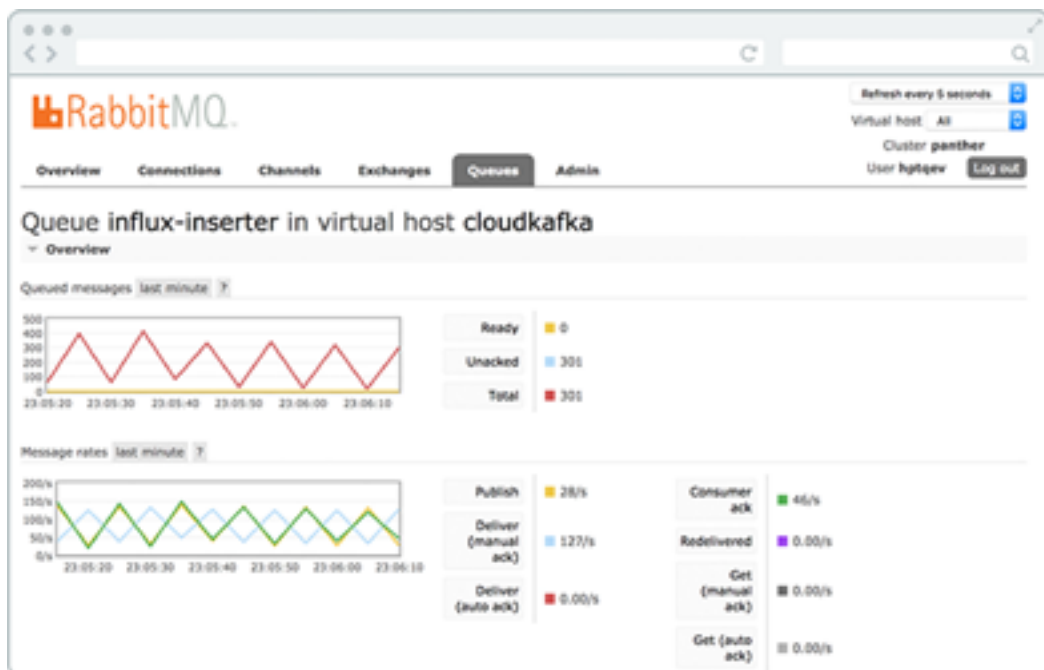 RabbitMQ
Refresh every 5 seconds
Virtual host All
Cluster panther
User hptqev Log out
Overview Connections Channels Exchanges Queues Admin
Queue influx-inserter in virtual host cloudkafka
Overview
Queued messages last minute ?
500
400
300
200
100
0
23:05:20 23:05:30 23:05:40 23:05:50 23:06:00 23:06:10
Ready 0
Unacked 301
Total 301
Message rates last minute ?
200/s
150/s
100/s
50/s
0/s
23:05:20 23:05:30 23:05:40 23:05:50 23:06:00 23:06:10
Publish 28/s
Deliver
(manual
ack) 127/s
Deliver
(auto ack) 0.00/s
Consumer
ack 46/s
Redelivered 0.00/s
Get
(manual
ack) 0.00/s
Get (auto
ack) 0.00/s